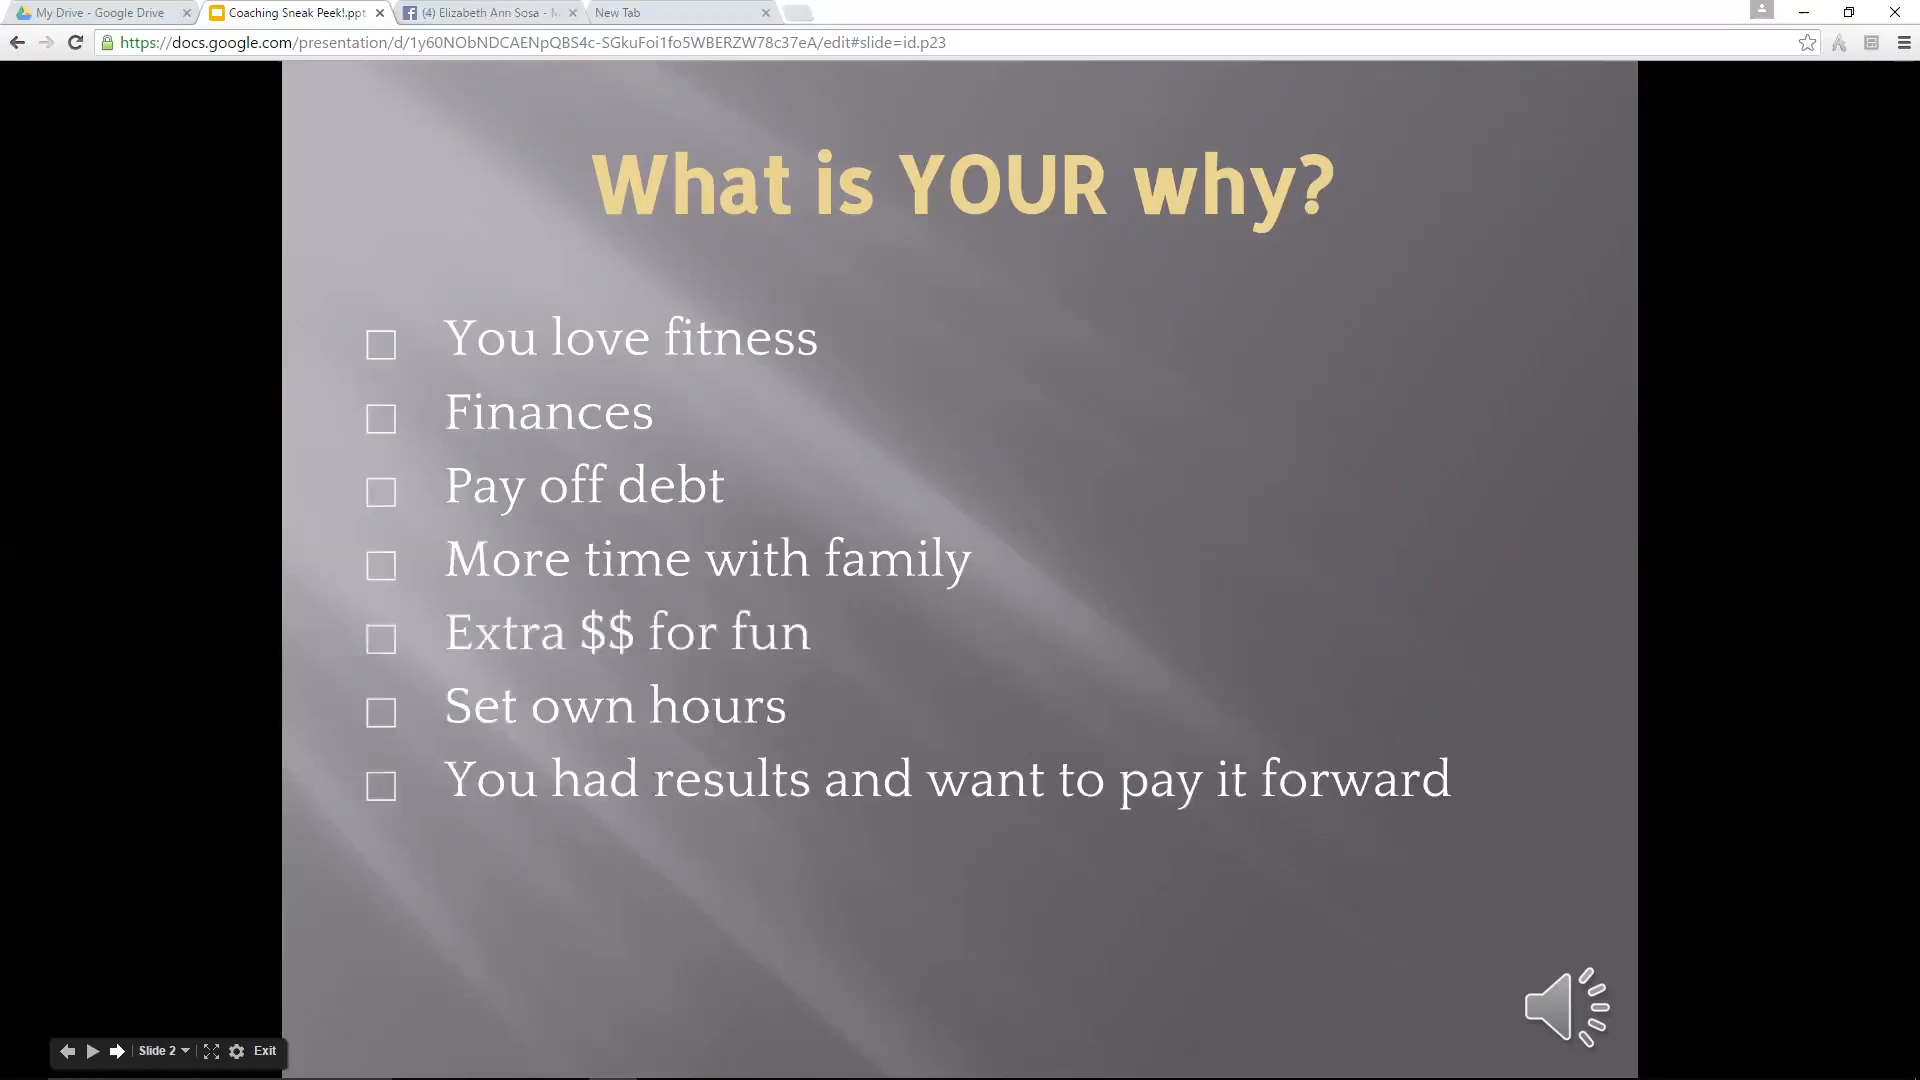 My Drive - Google Drive
Coaching Sneak Peek!.ppt
(4) Elizabeth Ann Sosa -
New Tab
https://docs.google.com/presentation/d/1y60NObNDCAENpQBS4c-SGkuFoi1fo5WBERZW78c37eA/edit#slide=id.p23
What is YOUR why?
You love fitness
Finances
Pay off debt
More time with family
Extra $$ for fun
Set own hours
You had results and want to pay it forward
Slide 2
Exit